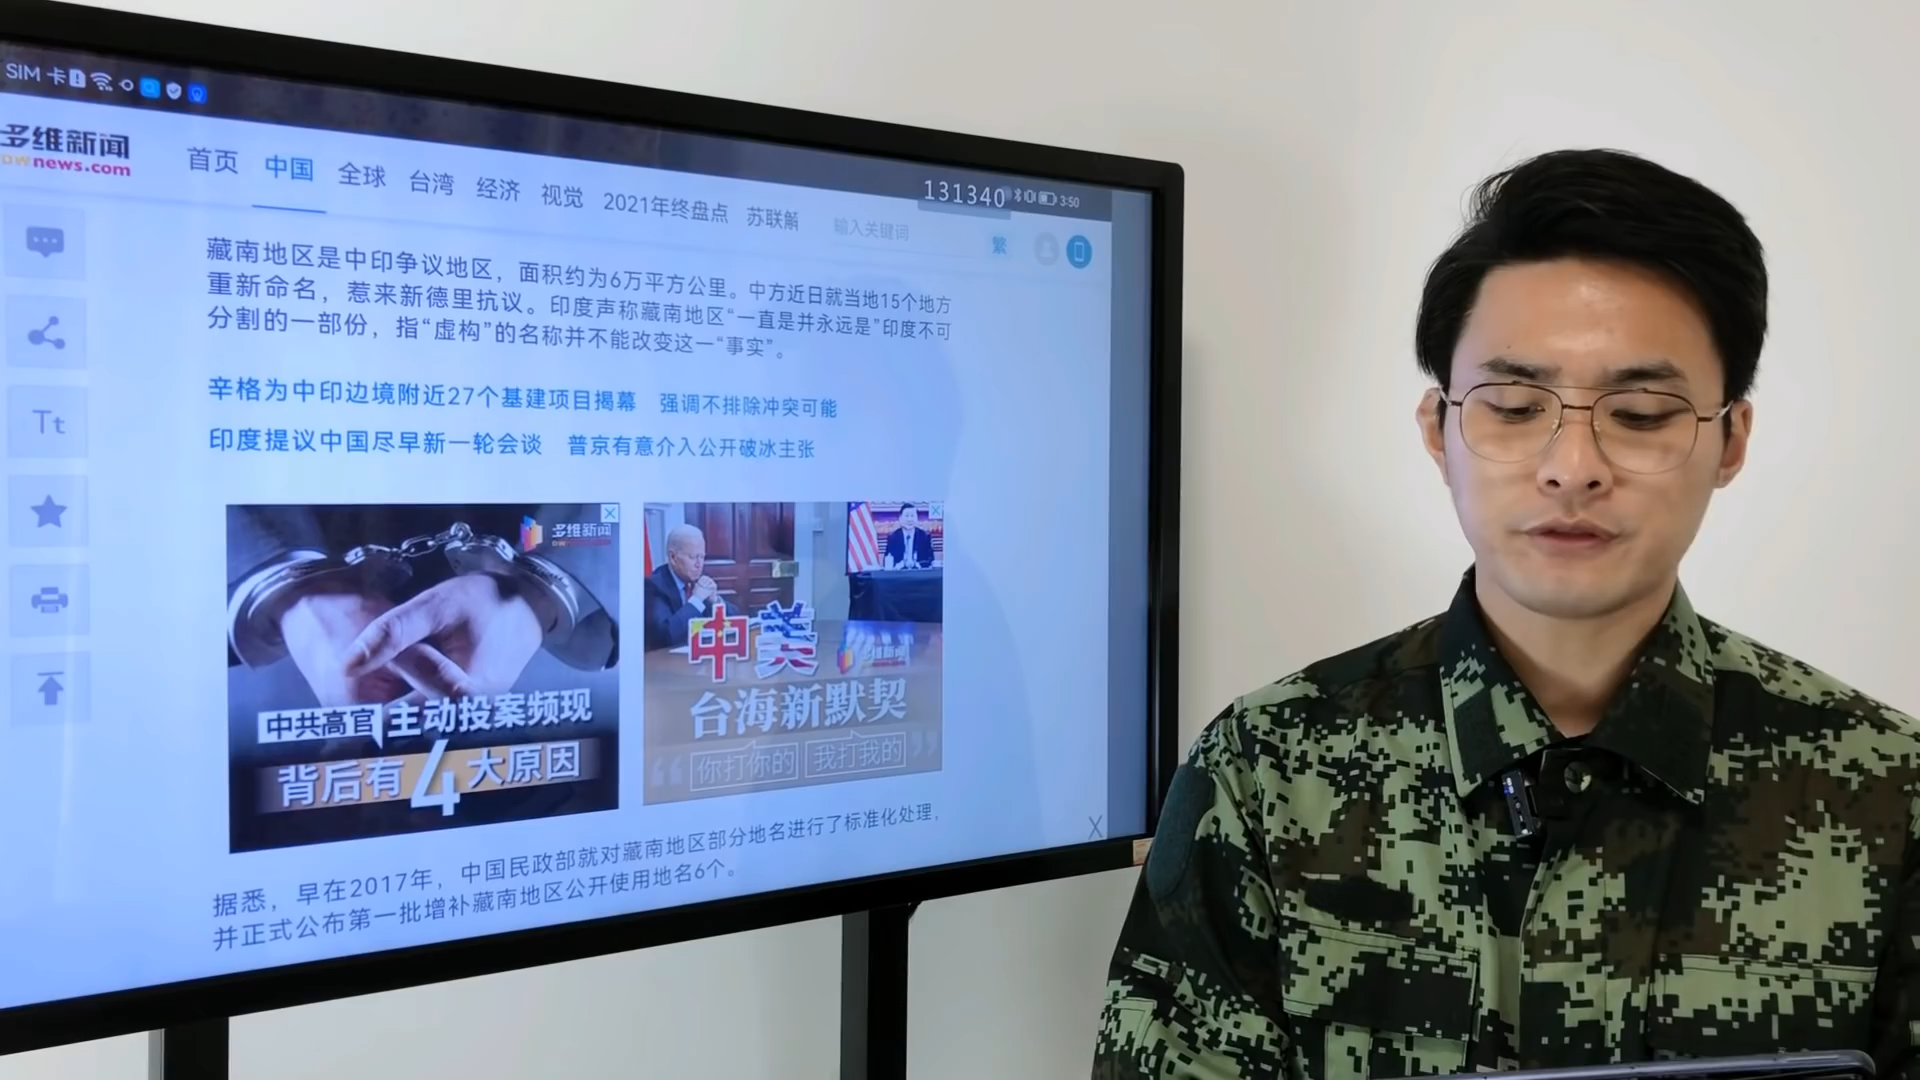 SIM 卡
131340
3:50
多维新闻
DWnews.com
首页 中国 全球 台湾 经济 视觉 2021年终盘点 苏联解
输入关键词
繁
藏南地区是中印争议地区，面积约为6万平方公里。中方近日就当地15个地方
重新命名，惹来新德里抗议。印度声称藏南地区“一直是并永远是”印度不可
分割的一部份，指“虚构”的名称并不能改变这一“事实”。
辛格为中印边境附近27个基建项目揭幕 强调不排除冲突可能
印度提议中国尽早新一轮会谈 普京有意介入公开破冰主张
Tt
多维新闻
中共高官 主动投案频现
背后有4大原因
中美
多维新闻
台海新默契
“你打你的 我打我的”
据悉，早在2017年，中国民政部就对藏南地区部分地名进行了标准化处理，
并正式公布第一批增补藏南地区公开使用地名6个。